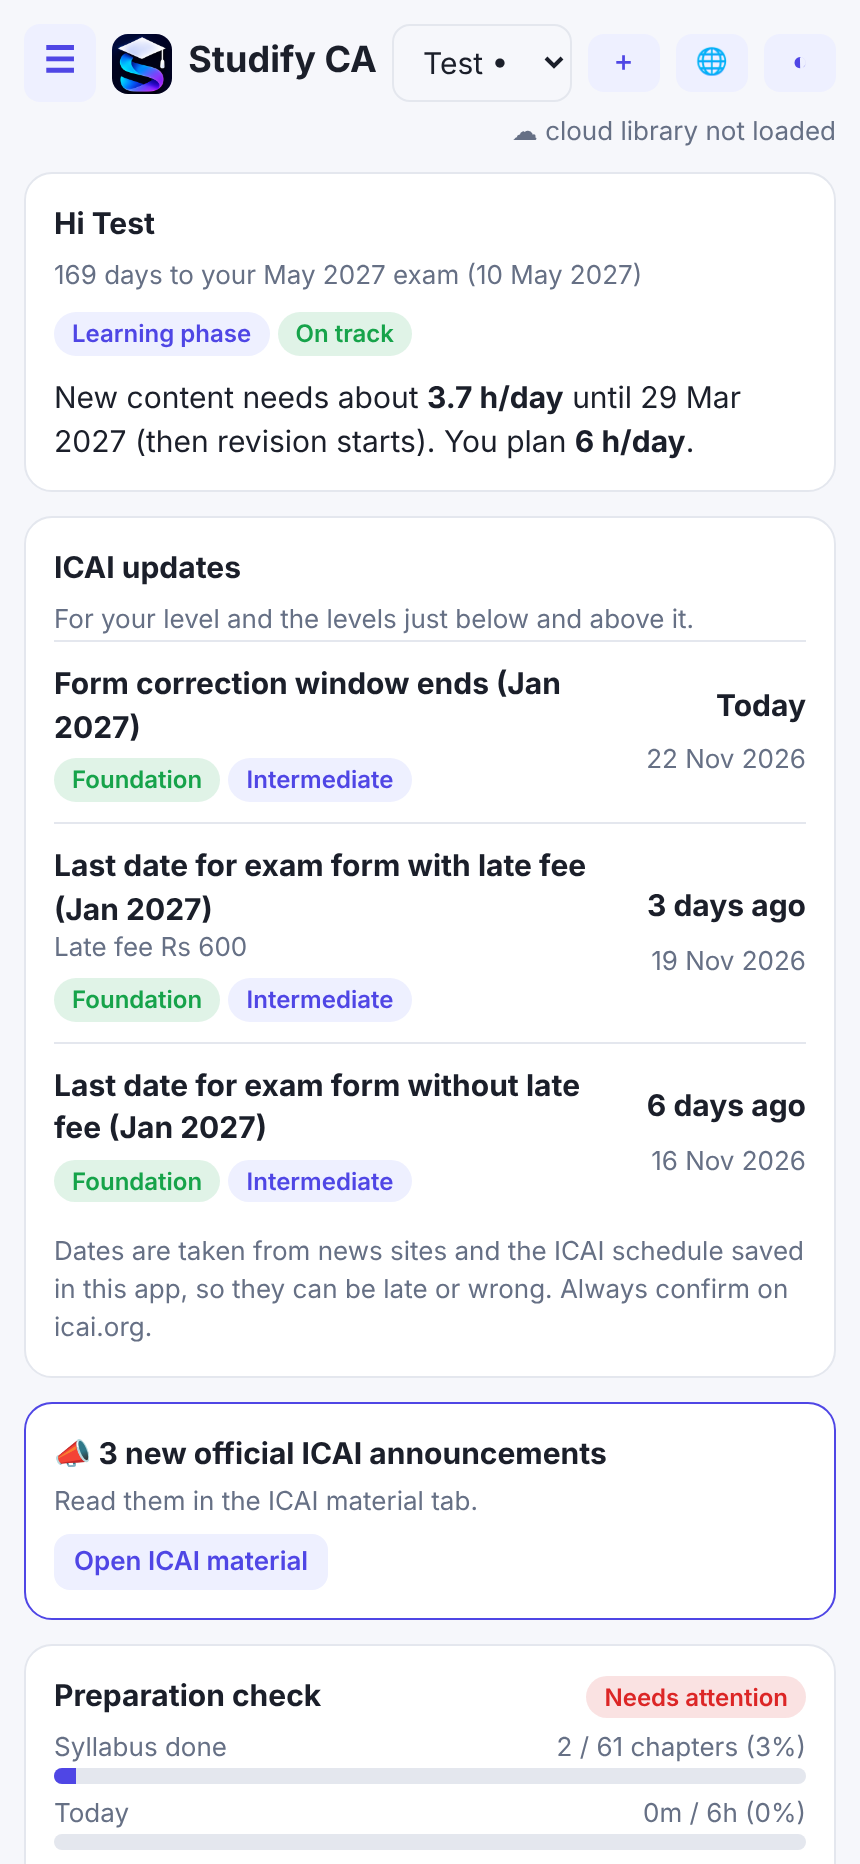 ☰ Studify CA Test • + 🌐
☁ cloud library not loaded
Hi Test
169 days to your May 2027 exam (10 May 2027)
Learning phase On track
New content needs about 3.7 h/day until 29 Mar
2027 (then revision starts). You plan 6 h/day.
ICAI updates
For your level and the levels just below and above it.
Form correction window ends (Jan
2027)
Today
22 Nov 2026
Foundation Intermediate
Last date for exam form with late fee
(Jan 2027)
Late fee Rs 600
3 days ago
19 Nov 2026
Foundation Intermediate
Last date for exam form without late
fee (Jan 2027)
6 days ago
16 Nov 2026
Foundation Intermediate
Dates are taken from news sites and the ICAI schedule saved
in this app, so they can be late or wrong. Always confirm on
icai.org.
📣 3 new official ICAI announcements
Read them in the ICAI material tab.
Open ICAI material
Preparation check Needs attention
Syllabus done 2 / 61 chapters (3%)
Today 0m / 6h (0%)